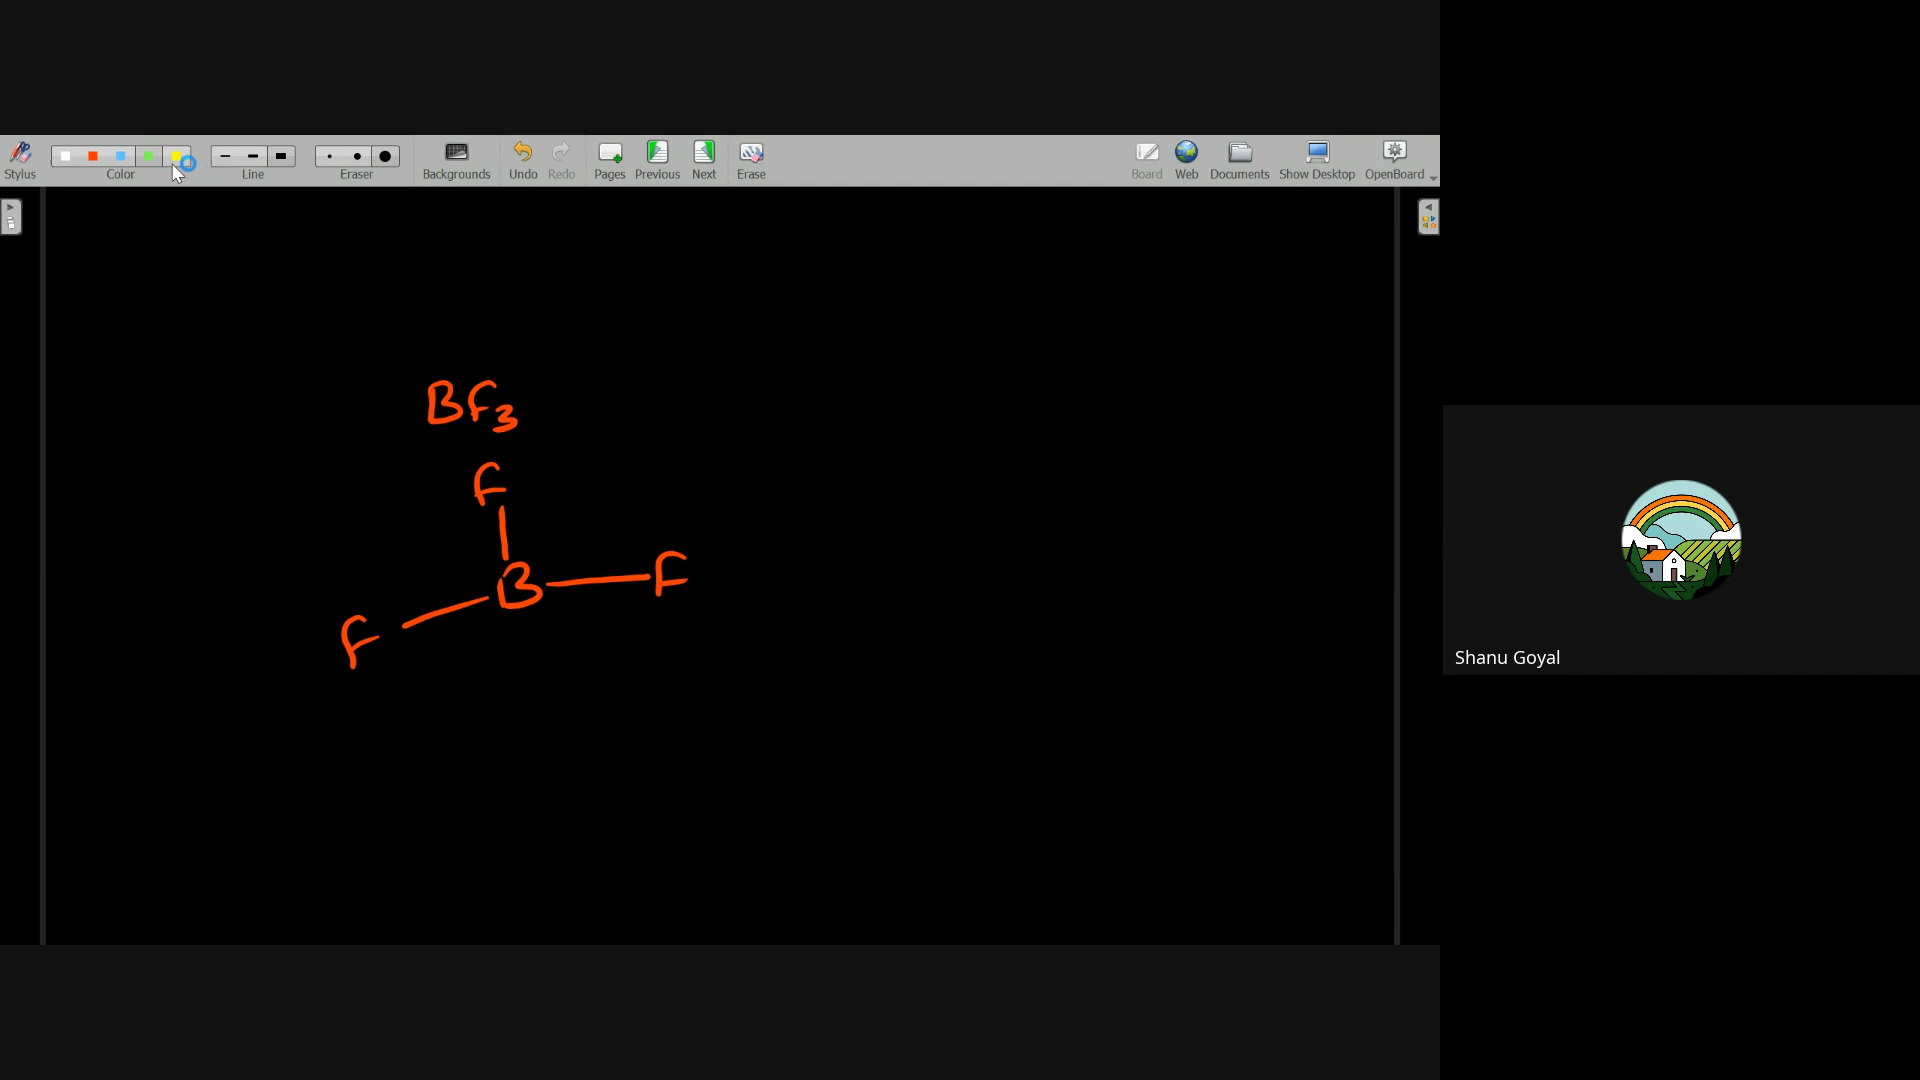 Stylus Color Line Eraser Backgrounds Undo Redo Pages Previous Next Erase Board Web Documents Show Desktop OpenBoard
BF3
F
B F
F
Shanu Goyal